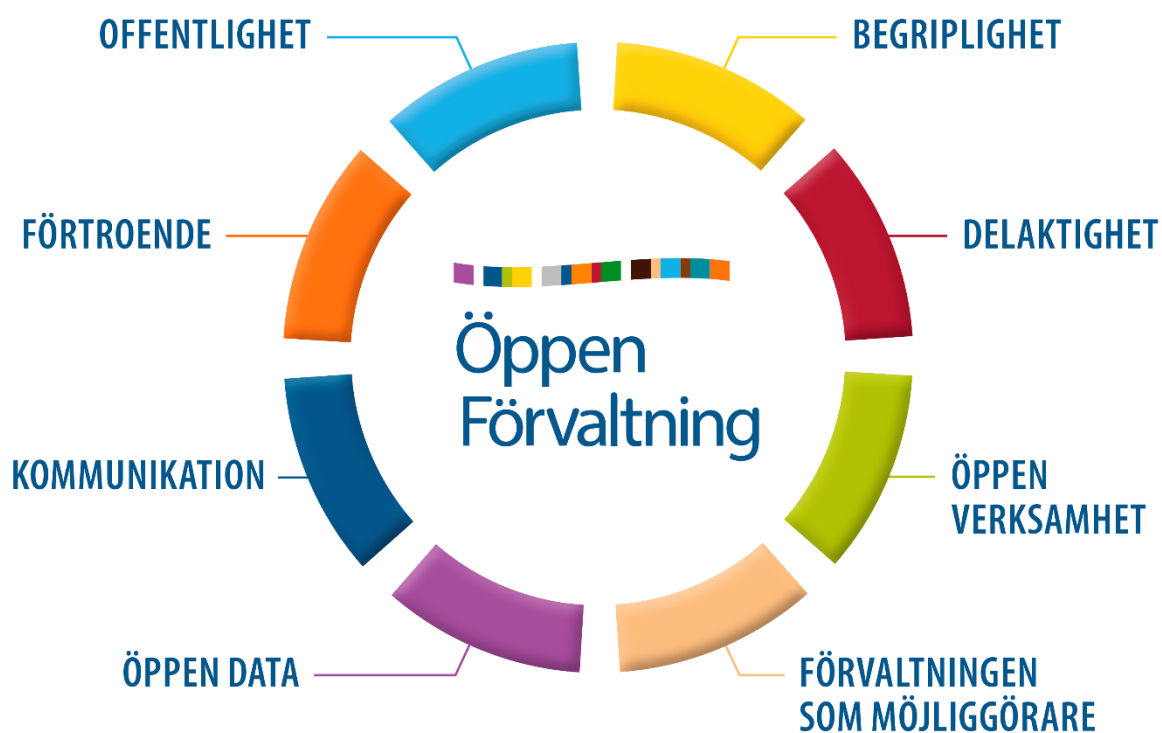 OFFENTLIGHET
BEGRIPLIGHET
FÖRTROENDE
DELAKTIGHET
Öppen
Förvaltning
KOMMUNIKATION
ÖPPEN
VERKSAMHET
ÖPPEN DATA
FÖRVALTNINGEN
SOM MÖJLIGGÖRARE